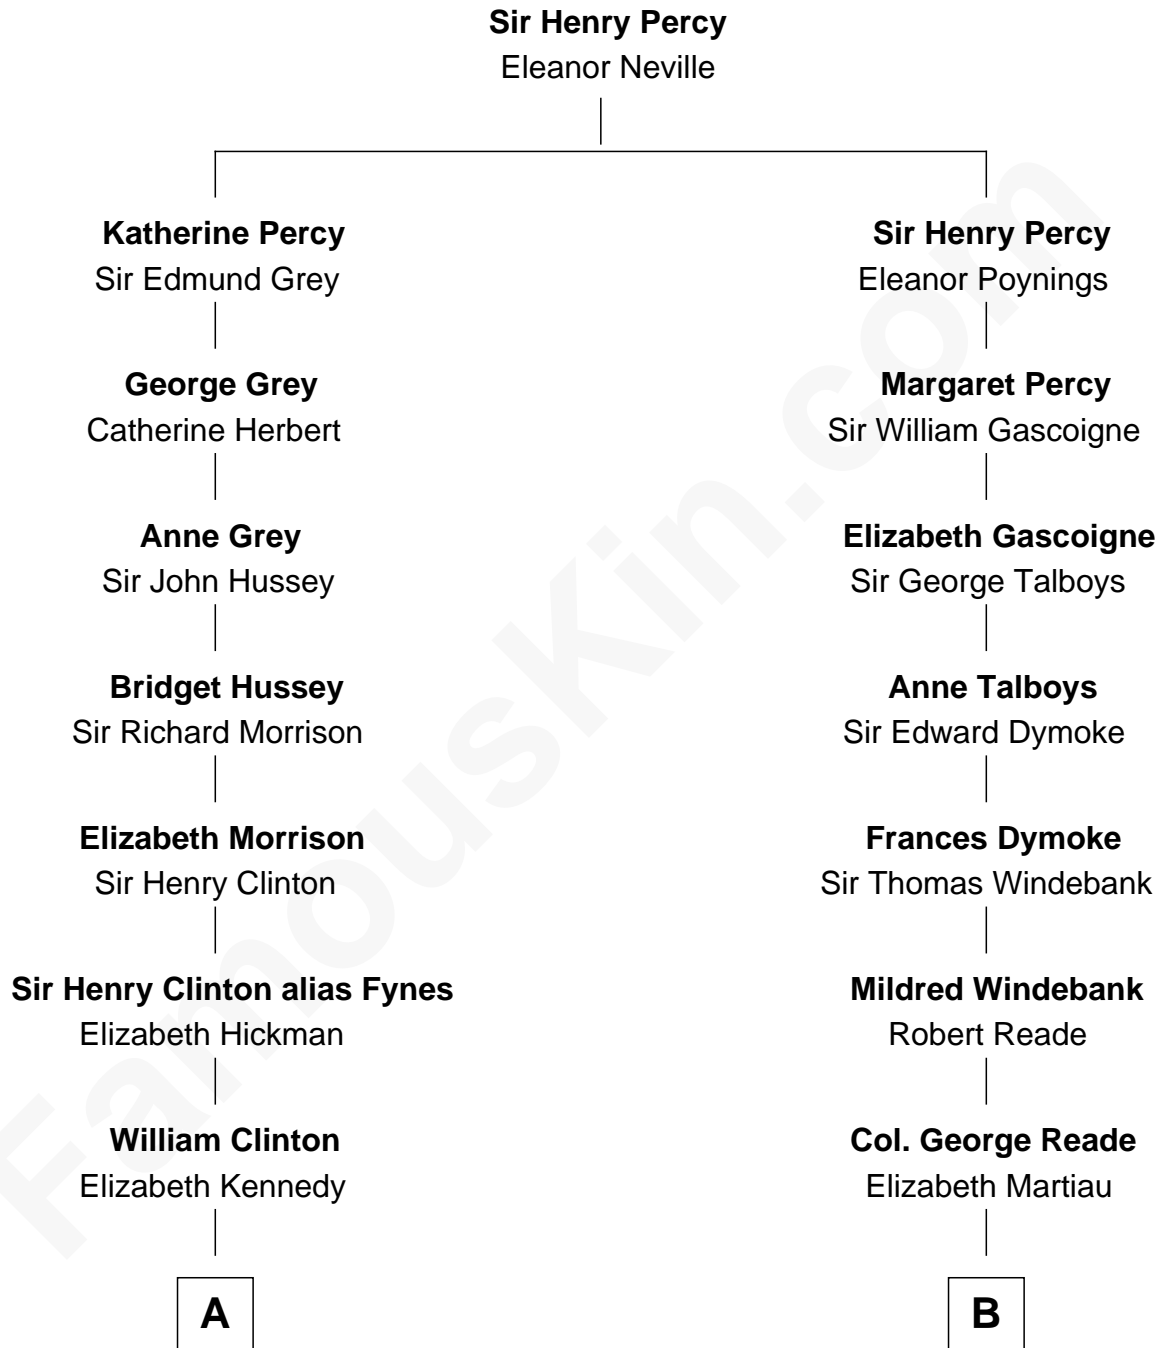 Sir Henry Percy
Eleanor Neville
Katherine Percy
Sir Edmund Grey
George Grey
Catherine Herbert
Anne Grey
Sir John Hussey
Bridget Hussey
Sir Richard Morrison
Elizabeth Morrison
Sir Henry Clinton
Sir Henry Clinton alias Fynes
Elizabeth Hickman
William Clinton
Elizabeth Kennedy
A
Sir Henry Percy
Eleanor Poynings
Margaret Percy
Sir William Gascoigne
Elizabeth Gascoigne
Sir George Talboys
Anne Talboys
Sir Edward Dymoke
Frances Dymoke
Sir Thomas Windebank
Mildred Windebank
Robert Reade
Col. George Reade
Elizabeth Martiau
B
FamousKin.com